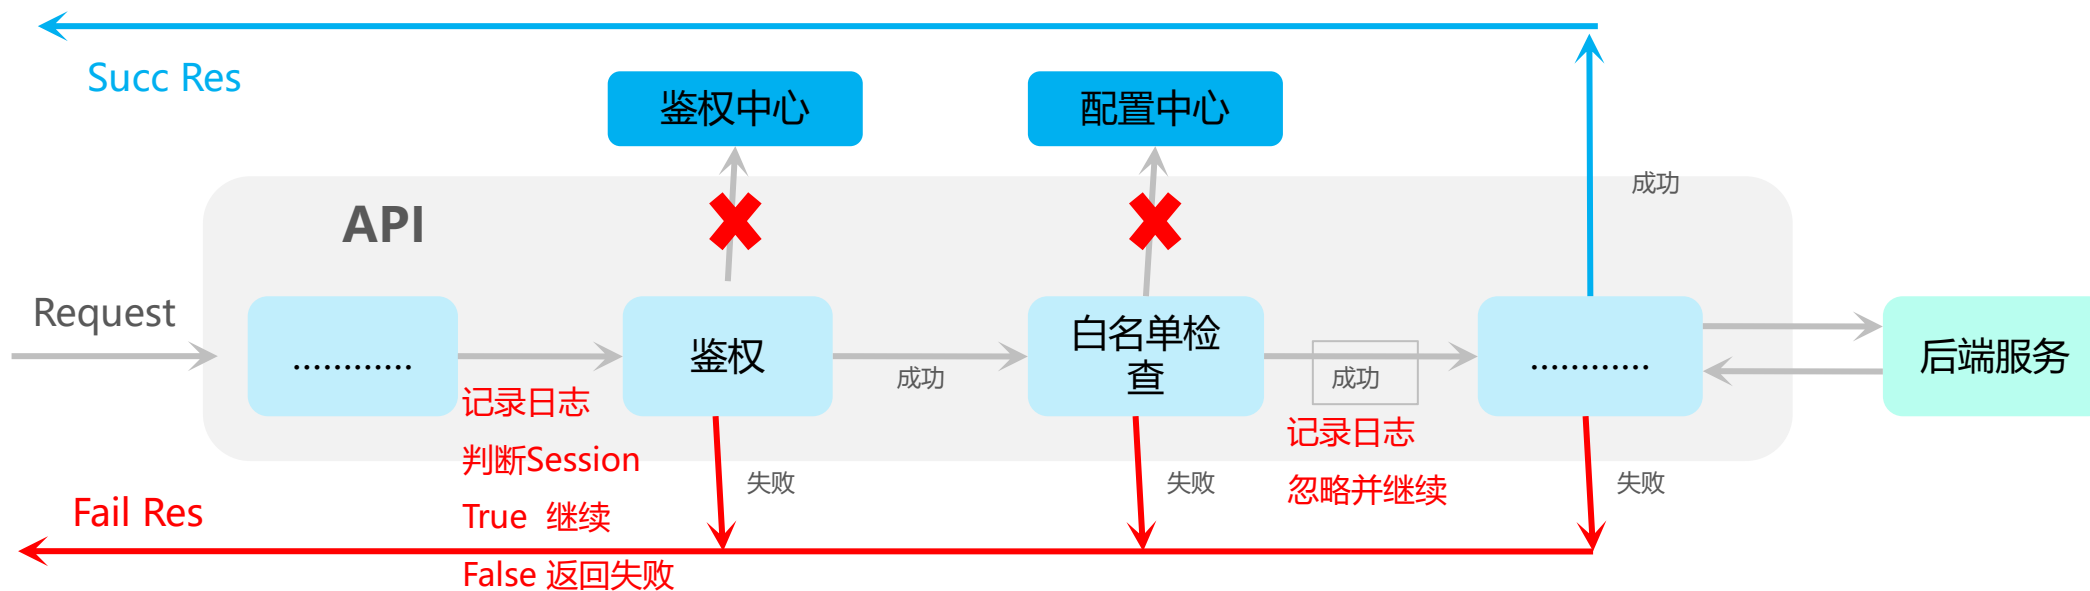 Succ Res
鉴权中心
配置中心
成功
API
Request
............
鉴权
白名单检
查
............
后端服务
成功
成功
记录日志
判断Session
True 继续
False 返回失败
记录日志
忽略并继续
失败
失败
失败
Fail Res